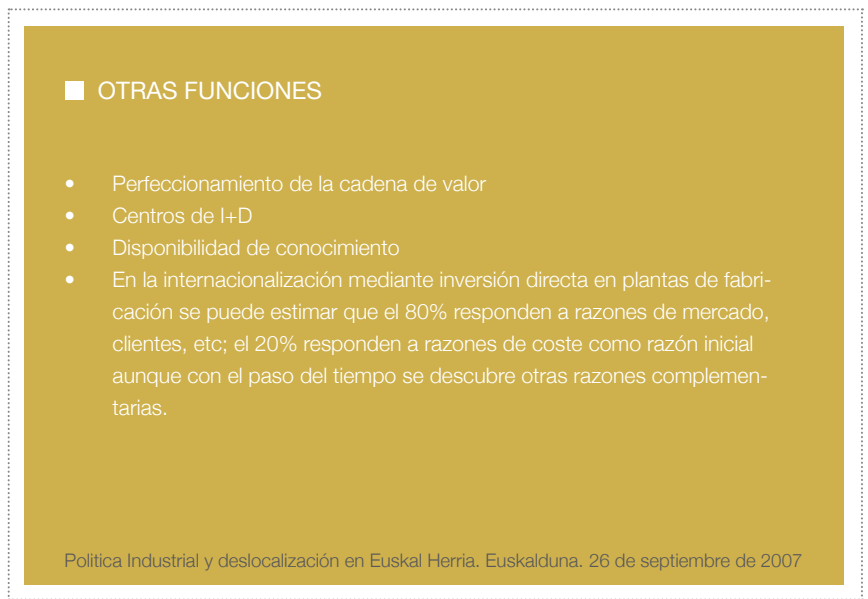 OTRAS FUNCIONES
• Perfeccionamiento de la cadena de valor
• Centros de I+D
• Disponibilidad de conocimiento
• En la internacionalización mediante inversión directa en plantas de fabri-
cación se puede estimar que el 80% responden a razones de mercado,
clientes, etc; el 20% responden a razones de coste como razón inicial
aunque con el paso del tiempo se descubre otras razones complemen-
tarias.
Politica Industrial y deslocalización en Euskal Herria. Euskalduna. 26 de septiembre de 2007